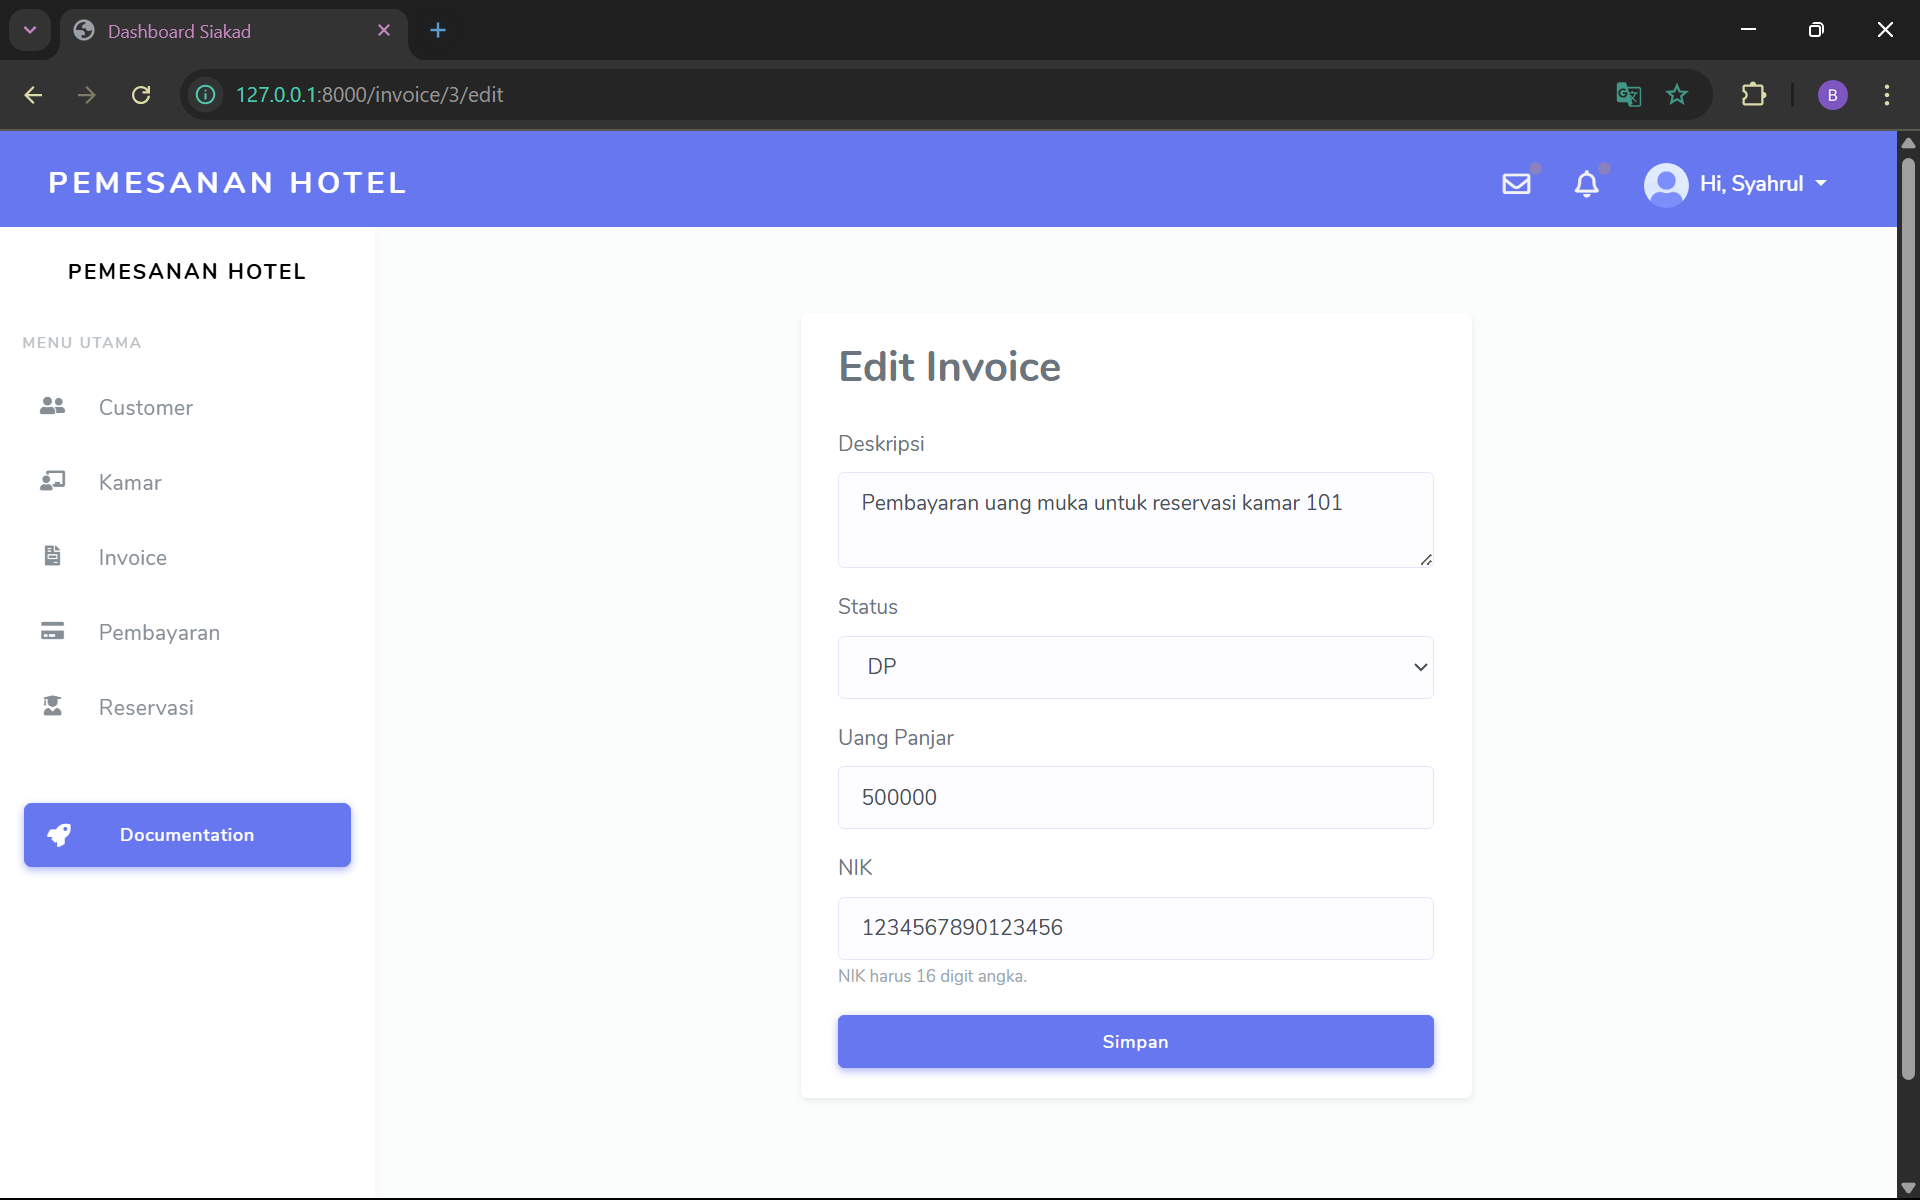 Dashboard Siakad
127.0.0.1:8000/invoice/3/edit
B
PEMESANAN HOTEL
Hi, Syahrul
PEMESANAN HOTEL
MENU UTAMA
Customer
Kamar
Invoice
Pembayaran
Reservasi
Documentation
Edit Invoice
Deskripsi
Pembayaran uang muka untuk reservasi kamar 101
Status
DP
Uang Panjar
500000
NIK
1234567890123456
NIK harus 16 digit angka.
Simpan